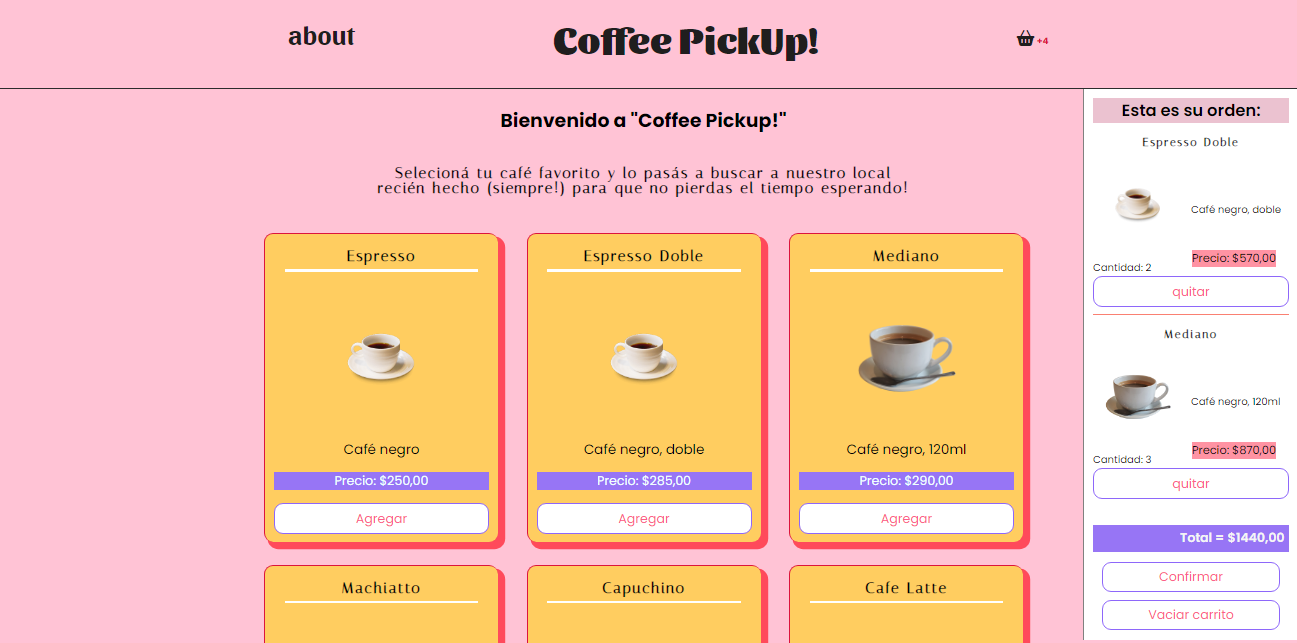 about
Coffee PickUp!
+4
Bienvenido a "Coffee Pickup!"
Selecioná tu café favorito y lo pasás a buscar a nuestro local
recién hecho (siempre!) para que no pierdas el tiempo esperando!
Espresso
Café negro
Precio: $250,00
Agregar
Espresso Doble
Café negro, doble
Precio: $285,00
Agregar
Mediano
Café negro, 120ml
Precio: $290,00
Agregar
Machiatto
Capuchino
Cafe Latte
Esta es su orden:
Espresso Doble
Café negro, doble
Precio: $570,00
Cantidad: 2
quitar
Mediano
Café negro, 120ml
Precio: $870,00
Cantidad: 3
quitar
Total = $1440,00
Confirmar
Vaciar carrito